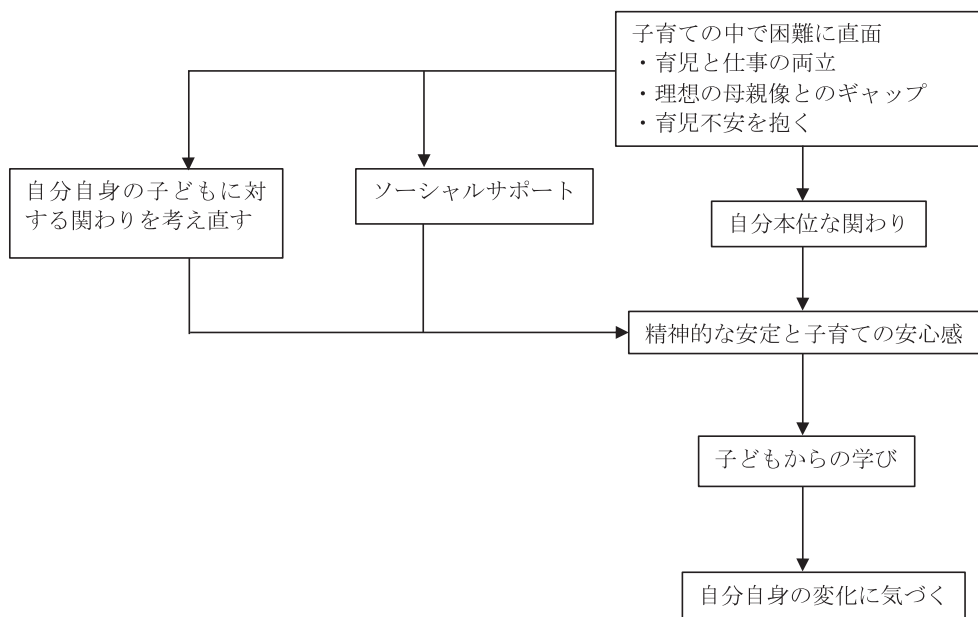 子育ての中で困難に直面
・育児と仕事の両立
・理想の母親像とのギャップ
・育児不安を抱く
自分自身の子どもに対
する関わりを考え直す
ソーシャルサポート
自分本位な関わり
精神的な安定と子育ての安心感
子どもからの学び
自分自身の変化に気づく